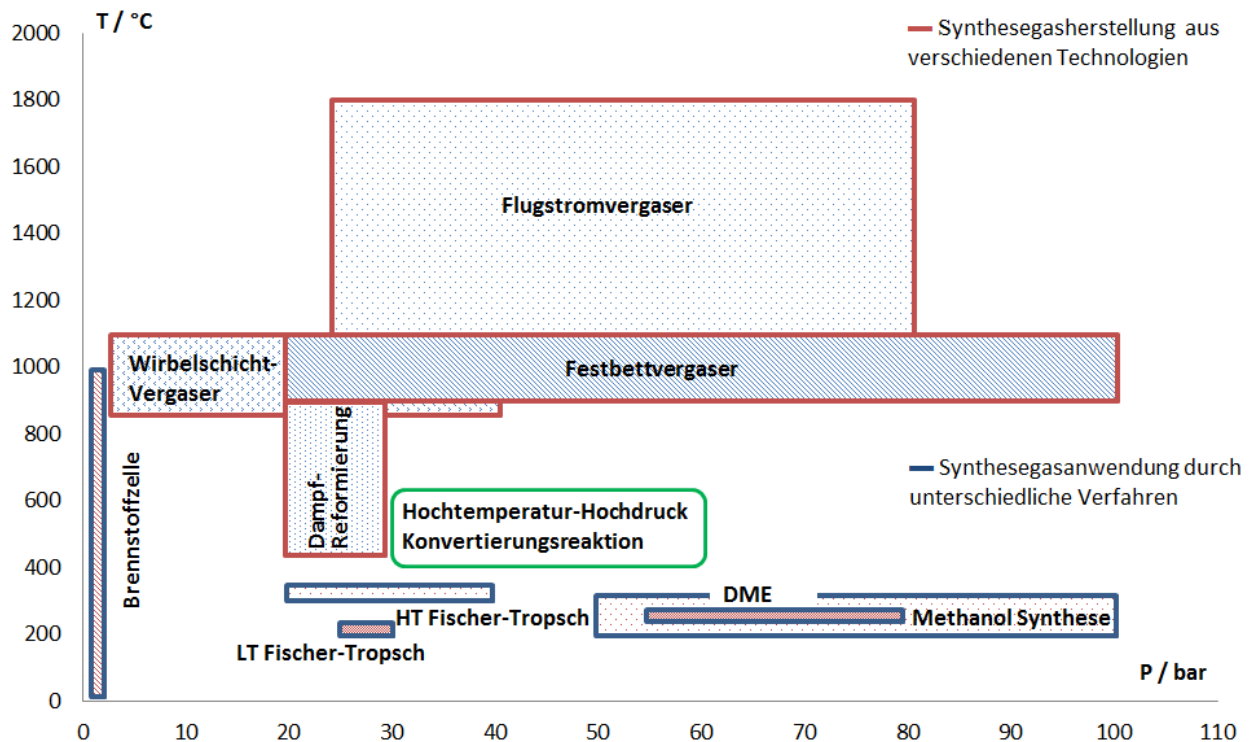 T / °C
2000
1800
1600
1400
1200
1000
800
600
400
200
0
Synthesegasherstellung aus
verschiedenen Technologien
Flugstromvergaser
Wirbelschicht-
Vergaser
Festbettvergaser
Dampf-
Reformierung
Brennstoffzelle
Synthesegasanwendung durch
unterschiedliche Verfahren
Hochtemperatur-Hochdruck
Konvertierungsreaktion
DME
HT Fischer-Tropsch
Methanol Synthese
LT Fischer-Tropsch
P / bar
0 10 20 30 40 50 60 70 80 90 100 110